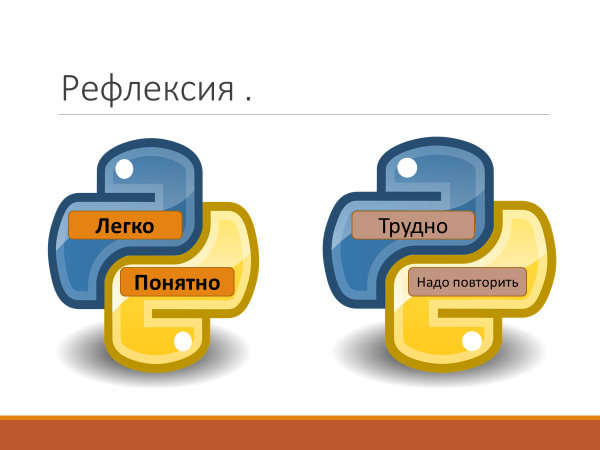 Рефлексия .
Легко
Понятно
Трудно
Надо повторить